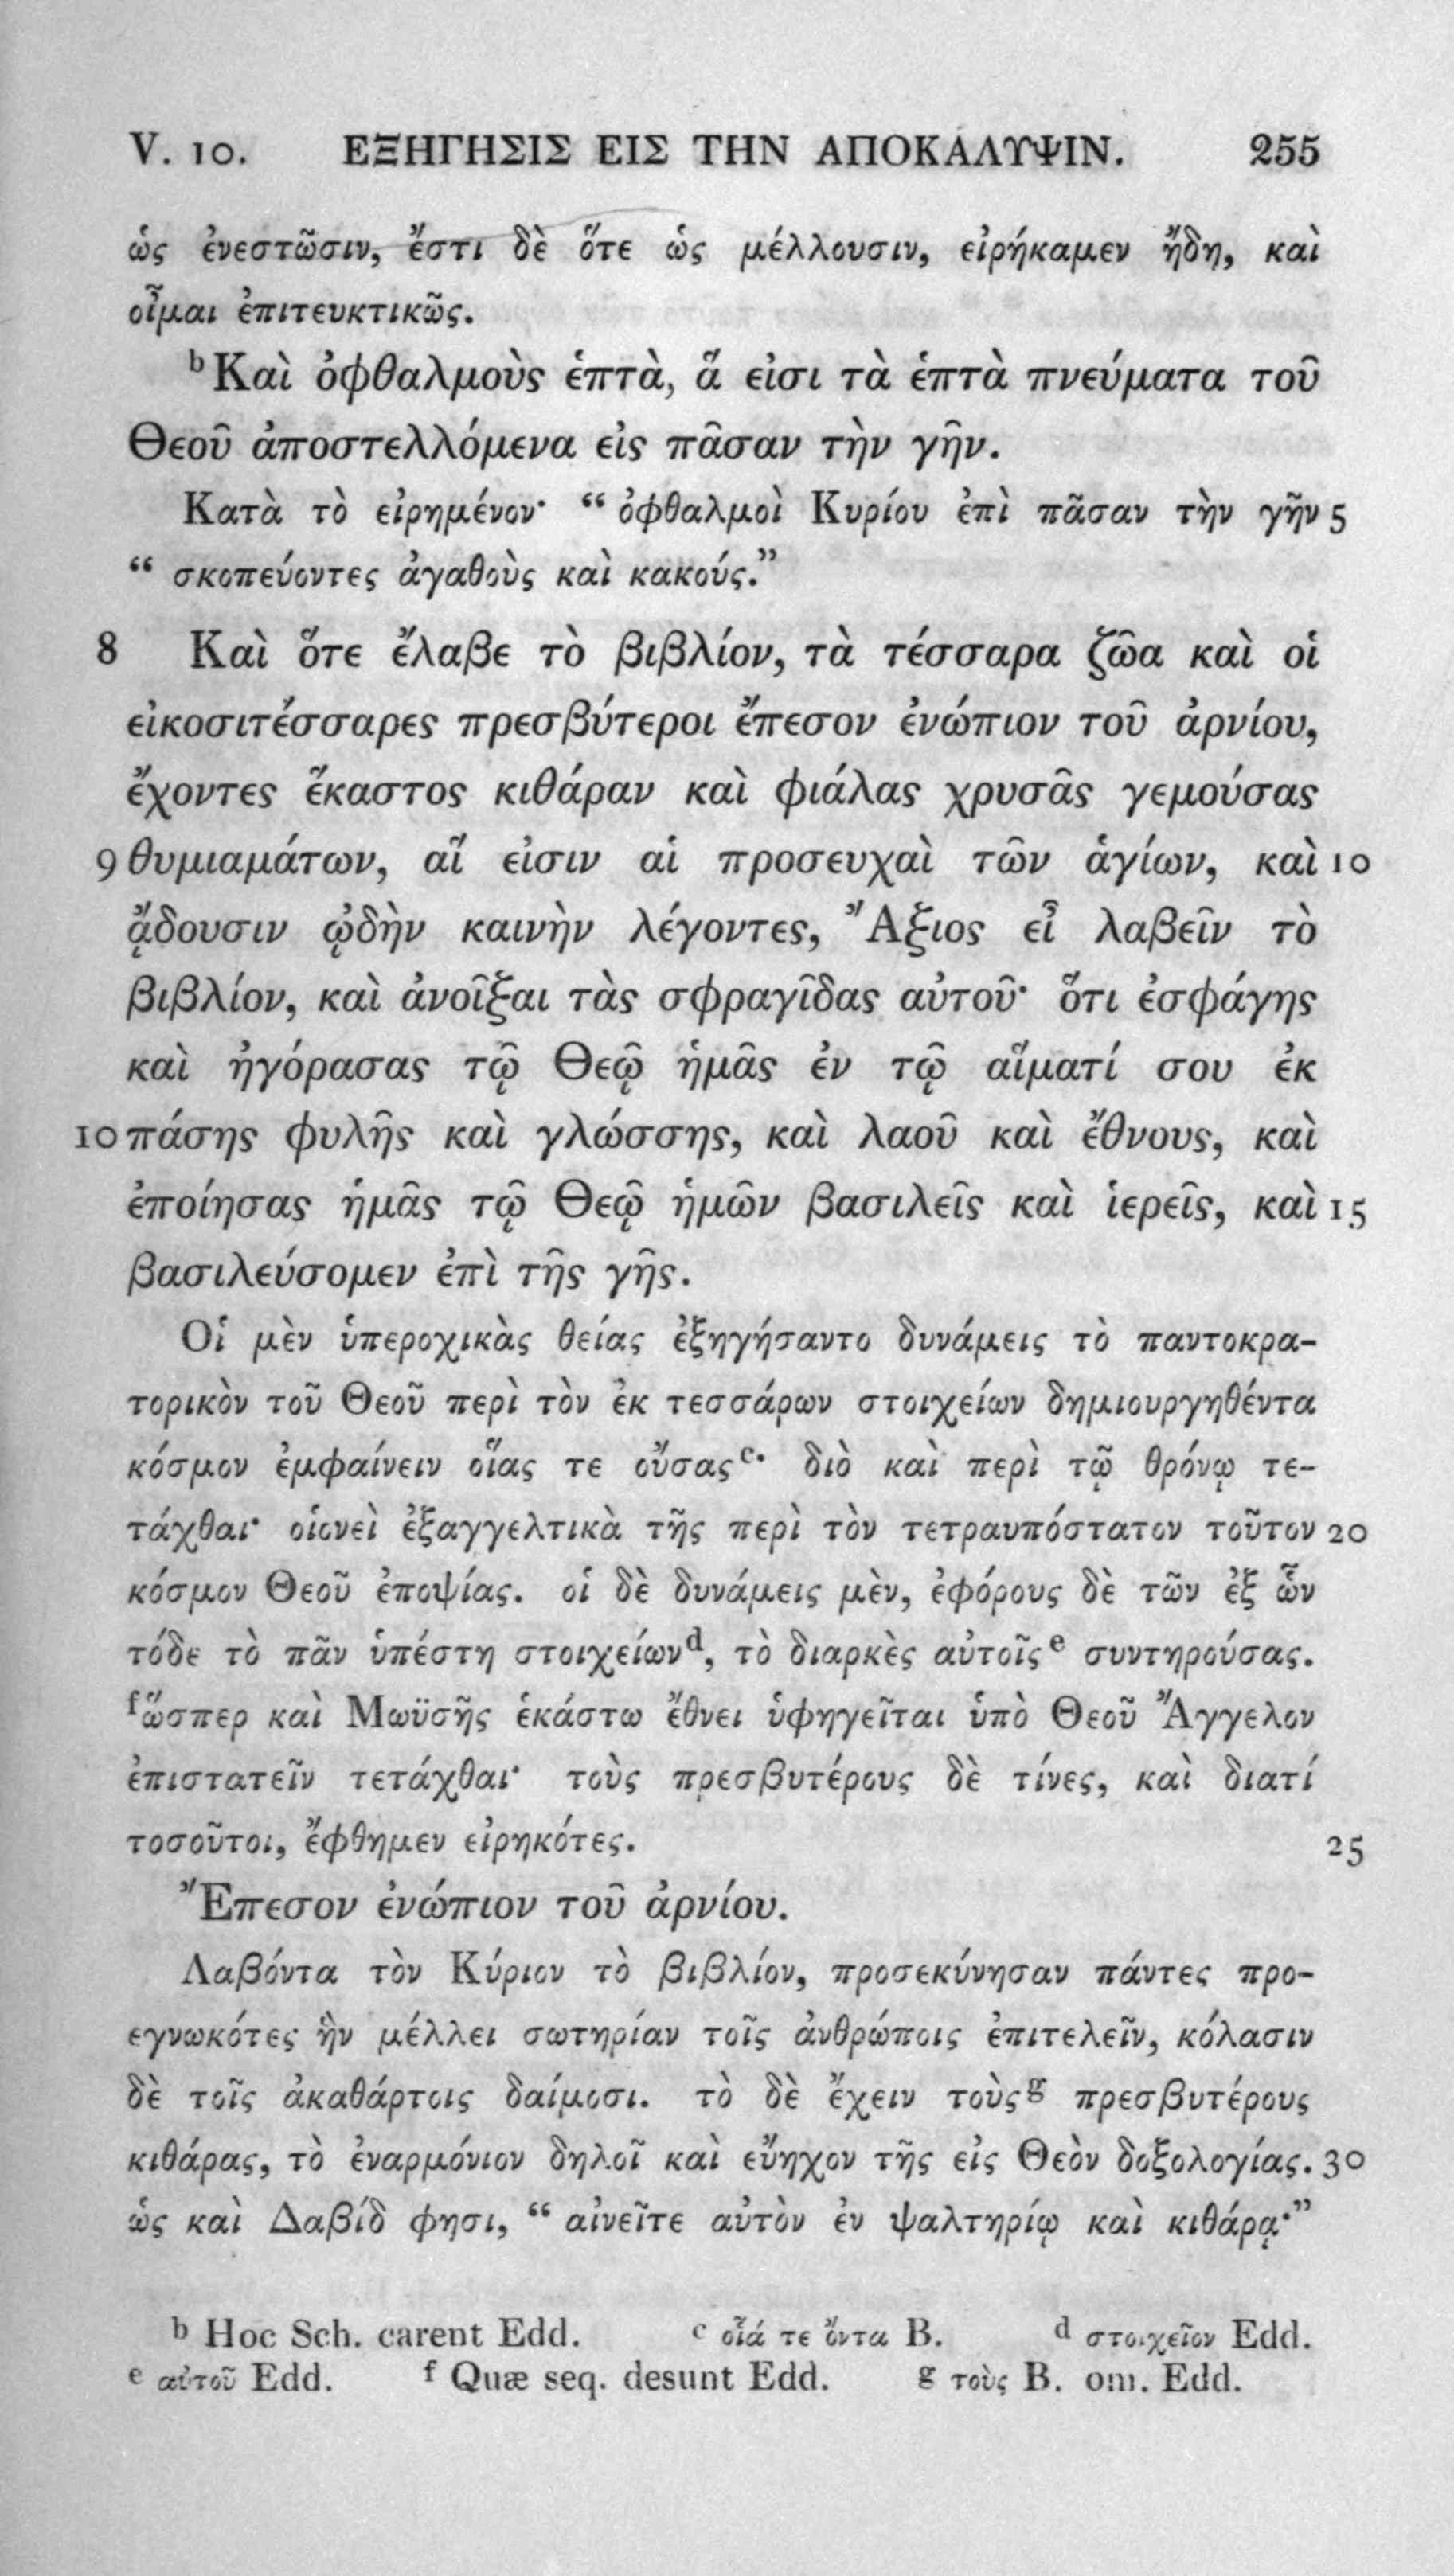 V. 10. ΕΞΗΓΗΣΙΣ ΕΙΣ ΤΗΝ ΑΠΟΚΑΛΥΨΙΝ. 255
ὡς ἐνεστῶσιν, ἔστι δὲ ὅτε ὡς μέλλουσιν, εἰρήκαμεν ἤδη, καὶ
οἶμαι ἐπιτευκτικῶς.
b Καὶ ὀφθαλμοὺς ἑπτὰ, ἅ εἰσι τὰ ἑπτὰ πνεύματα τοῦ
Θεοῦ ἀποστελλόμενα εἰς πᾶσαν τὴν γῆν.
Κατὰ τὸ εἰρημένον· “ ὀφθαλμοὶ Κυρίου ἐπὶ πᾶσαν τὴν γῆν 5
“ σκοπεύοντες ἀγαθοὺς καὶ κακούς.”
8 Καὶ ὅτε ἔλαβε τὸ βιβλίον, τὰ τέσσαρα ζῶα καὶ οἱ
εἰκοσιτέσσαρες πρεσβύτεροι ἔπεσον ἐνώπιον τοῦ ἀρνίου,
ἔχοντες ἕκαστος κιθάραν καὶ φιάλας χρυσᾶς γεμούσας
9 θυμιαμάτων, αἵ εἰσιν αἱ προσευχαὶ τῶν ἁγίων, καὶ 10
ᾄδουσιν ᾠδὴν καινὴν λέγοντες, Ἄξιος εἶ λαβεῖν τὸ
βιβλίον, καὶ ἀνοῖξαι τὰς σφραγῖδας αὐτοῦ· ὅτι ἐσφάγης
καὶ ἠγόρασας τῷ Θεῷ ἡμᾶς ἐν τῷ αἵματί σου ἐκ
10 πάσης φυλῆς καὶ γλώσσης, καὶ λαοῦ καὶ ἔθνους, καὶ
ἐποίησας ἡμᾶς τῷ Θεῷ ἡμῶν βασιλεῖς καὶ ἱερεῖς, καὶ 15
βασιλεύσομεν ἐπὶ τῆς γῆς.
Οἱ μὲν ὑπεροχικὰς θείας ἐξηγήσαντο δυνάμεις τὸ παντοκρα-
τορικὸν τοῦ Θεοῦ περὶ τὸν ἐκ τεσσάρων στοιχείων δημιουργηθέντα
κόσμον ἐμφαίνειν οἵας τε οὔσας c· διὸ καὶ περὶ τῷ θρόνῳ τε-
τάχθαι· οἱονεὶ ἐξαγγελτικὰ τῆς περὶ τὸν τετραυπόστατον τοῦτον 20
κόσμον Θεοῦ ἐποψίας. οἱ δὲ δυνάμεις μὲν, ἐφόρους δὲ τῶν ἐξ ὧν
τόδε τὸ πᾶν ὑπέστη στοιχείων d, τὸ διαρκὲς αὐτοῖς e συντηρούσας.
f ὥσπερ καὶ Μωϋσῆς ἑκάστω ἔθνει ὑφηγεῖται ὑπὸ Θεοῦ Ἄγγελον
ἐπιστατεῖν τετάχθαι· τοὺς πρεσβυτέρους δὲ τίνες, καὶ διατί
τοσοῦτοι, ἔφθημεν εἰρηκότες. 25
Ἔπεσον ἐνώπιον τοῦ ἀρνίου.
Λαβόντα τὸν Κύριον τὸ βιβλίον, προσεκύνησαν πάντες προ-
εγνωκότες ἣν μέλλει σωτηρίαν τοῖς ἀνθρώποις ἐπιτελεῖν, κόλασιν
δὲ τοῖς ἀκαθάρτοις δαίμοσι. τὸ δὲ ἔχειν τοὺς g πρεσβυτέρους
κιθάρας, τὸ ἐναρμόνιον δηλοῖ καὶ εὔηχον τῆς εἰς Θεὸν δοξολογίας. 30
ὡς καὶ Δαβίδ φησι, “ αἰνεῖτε αὐτὸν ἐν ψαλτηρίῳ καὶ κιθάρᾳ·”
b Hoc Sch. carent Edd. c οἷά τε ὄντα B. d στοιχεῖον Edd.
e αὐτοῦ Edd. f Quæ seq. desunt Edd. g τοὺς B. om. Edd.